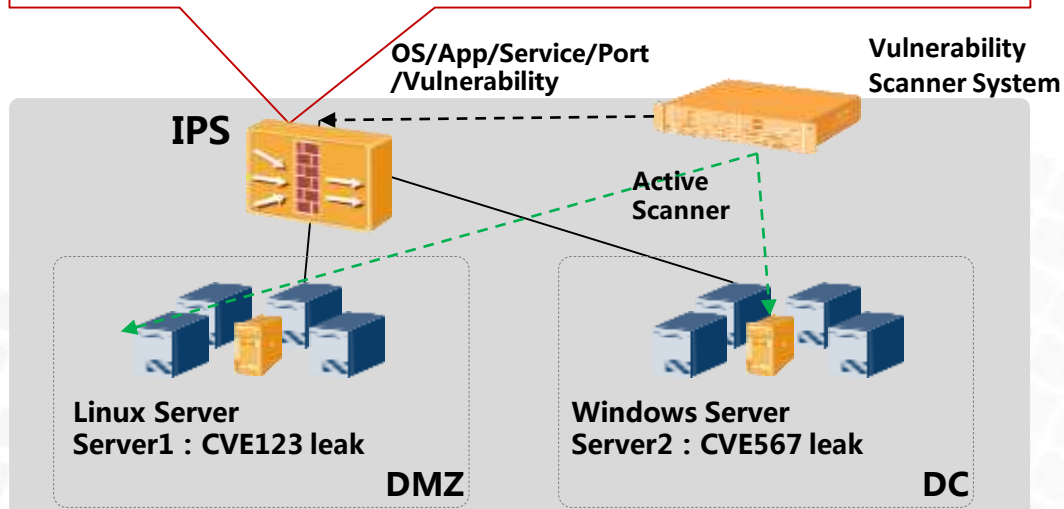 OS/App/Service/Port
/Vulnerability
Vulnerability
Scanner System
IPS
Active
Scanner
Linux Server
Server1：CVE123 leak
DMZ
Windows Server
Server2：CVE567 leak
DC